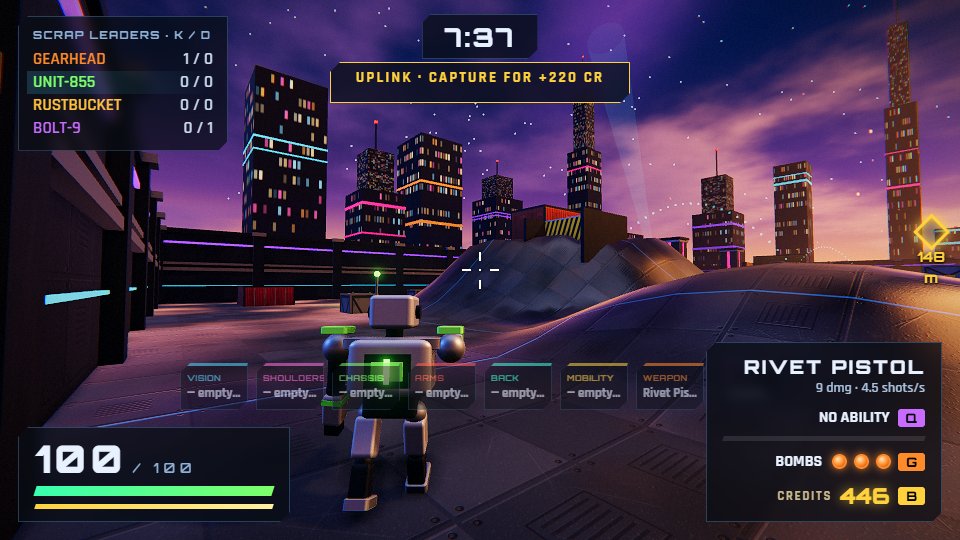 SCRAP LEADERS · K / D
GEARHEAD 1 / 0
UNIT-855 0 / 0
RUSTBUCKET 0 / 0
BOLT-9 0 / 1
7:37
UPLINK · CAPTURE FOR +220 CR
148 m
VISION
– empty...
SHOULDERS
– empty...
CHASSIS
– empty...
ARMS
– empty...
BACK
– empty...
MOBILITY
– empty...
WEAPON
Rivet Pis...
100 / 100
RIVET PISTOL
9 dmg · 4.5 shots/s
NO ABILITY Q
BOMBS G
CREDITS 446 B